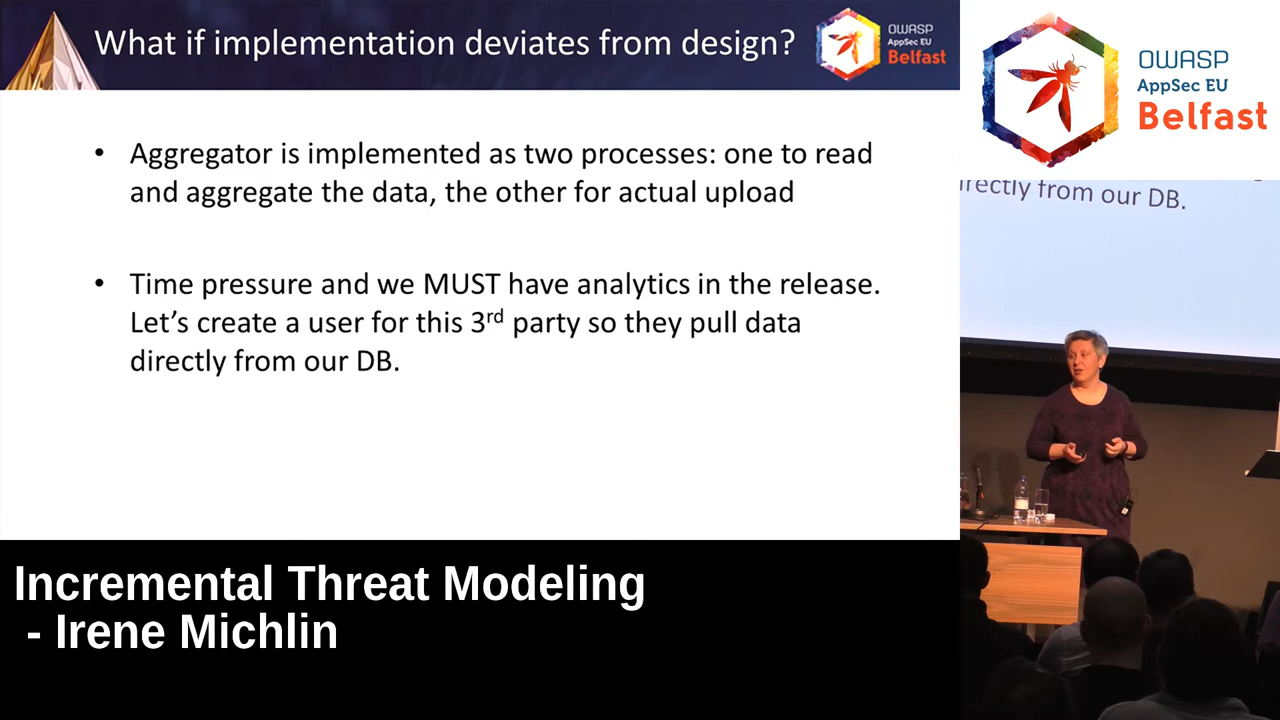 What if implementation deviates from design?
OWASP
AppSec EU
Belfast
OWASP
AppSec EU
Belfast
• Aggregator is implemented as two processes: one to read
and aggregate the data, the other for actual upload
• Time pressure and we MUST have analytics in the release.
Let’s create a user for this 3rd party so they pull data
directly from our DB.
directly from our DB.
Incremental Threat Modeling
- Irene Michlin